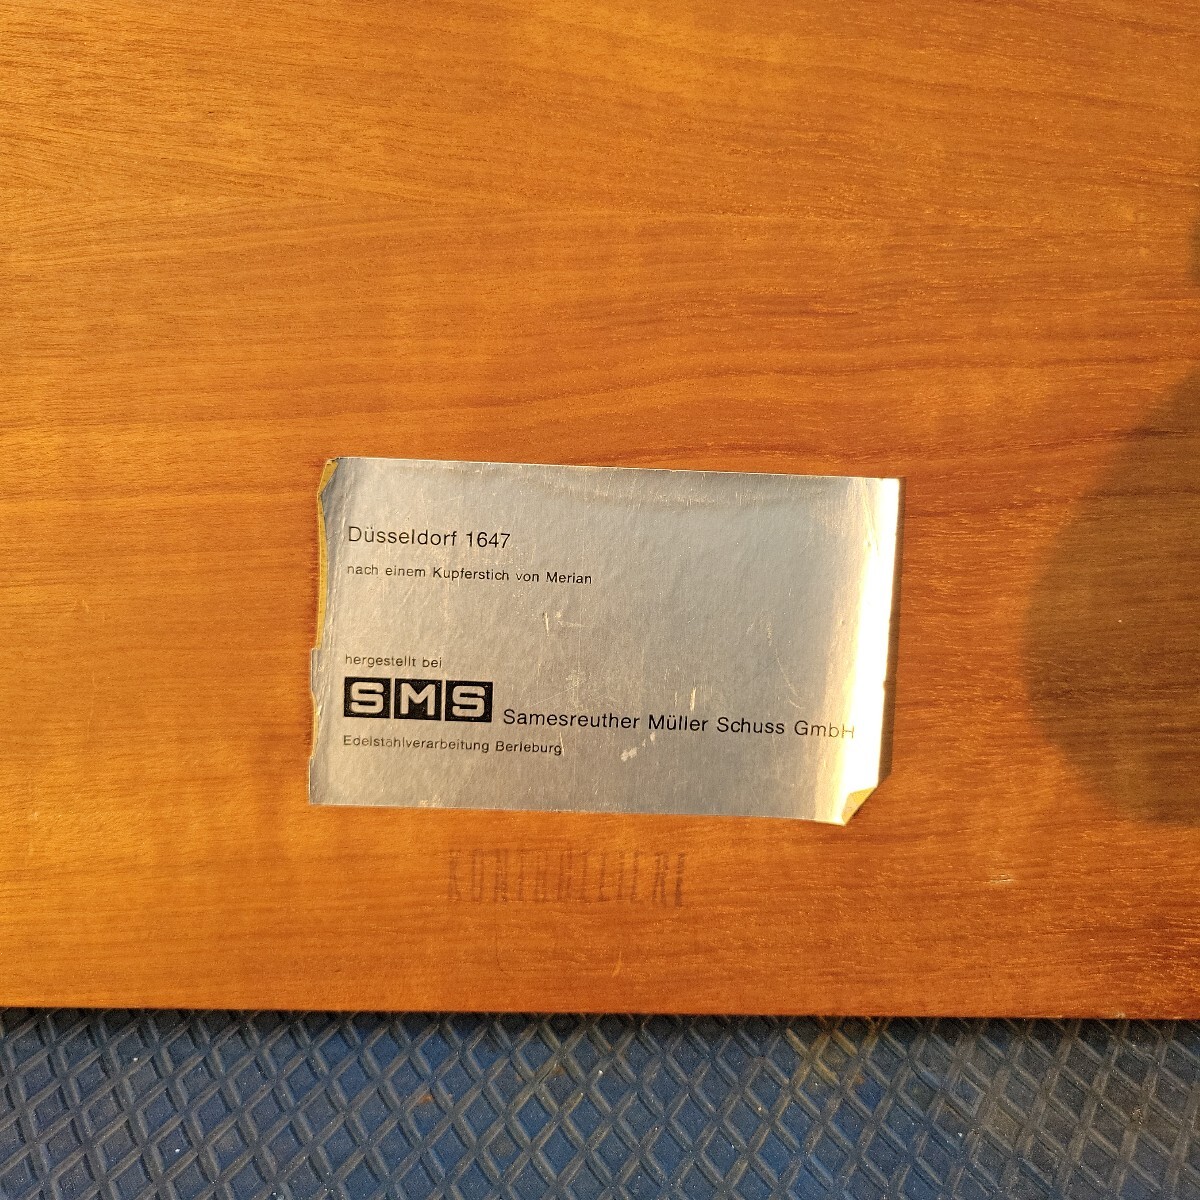 Düsseldorf 1647
nach einem Kupferstich von Merian
hergestellt bei
SMS Samesreuther Müller Schuss GmbH
Edelstahlverarbeitung Berleburg